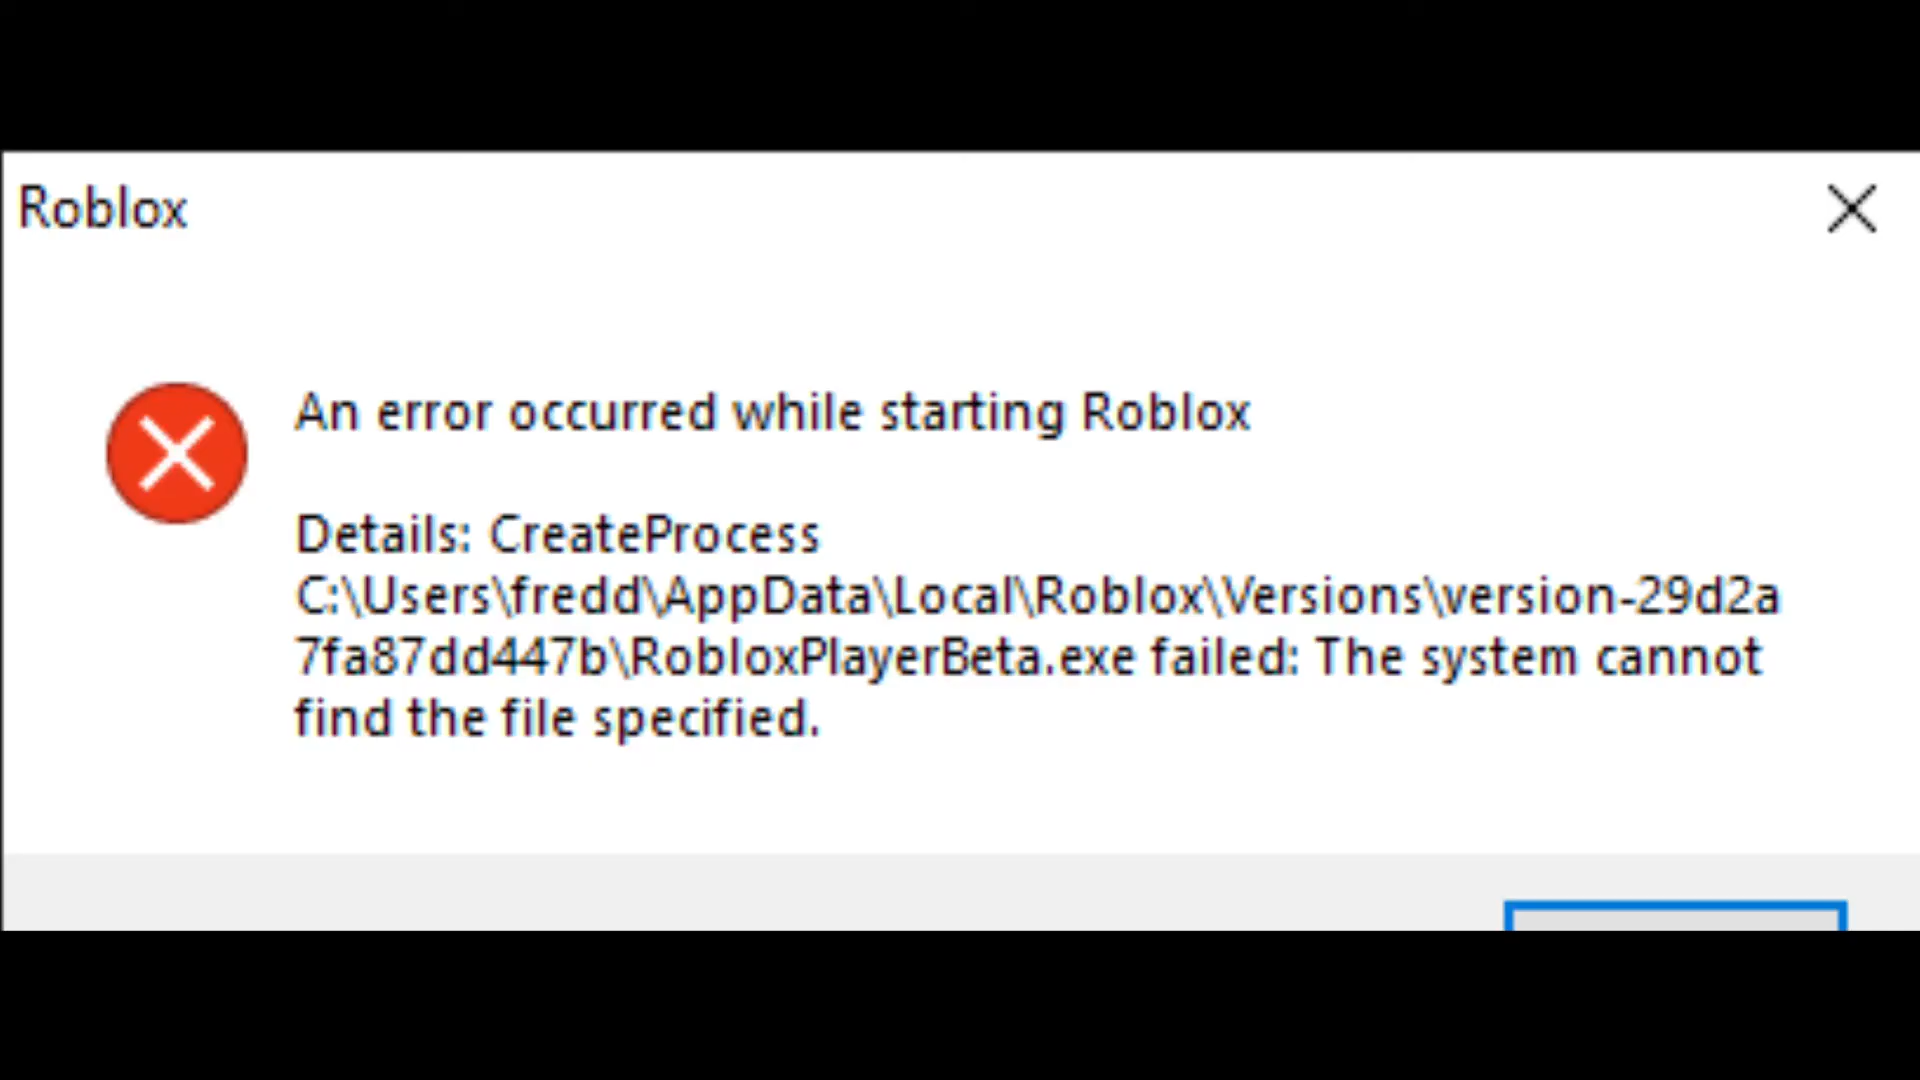 Roblox
An error occurred while starting Roblox
Details: CreateProcess
C:\Users\fredd\AppData\Local\Roblox\Versions\version-29d2a
7fa87dd447b\RobloxPlayerBeta.exe failed: The system cannot
find the file specified.